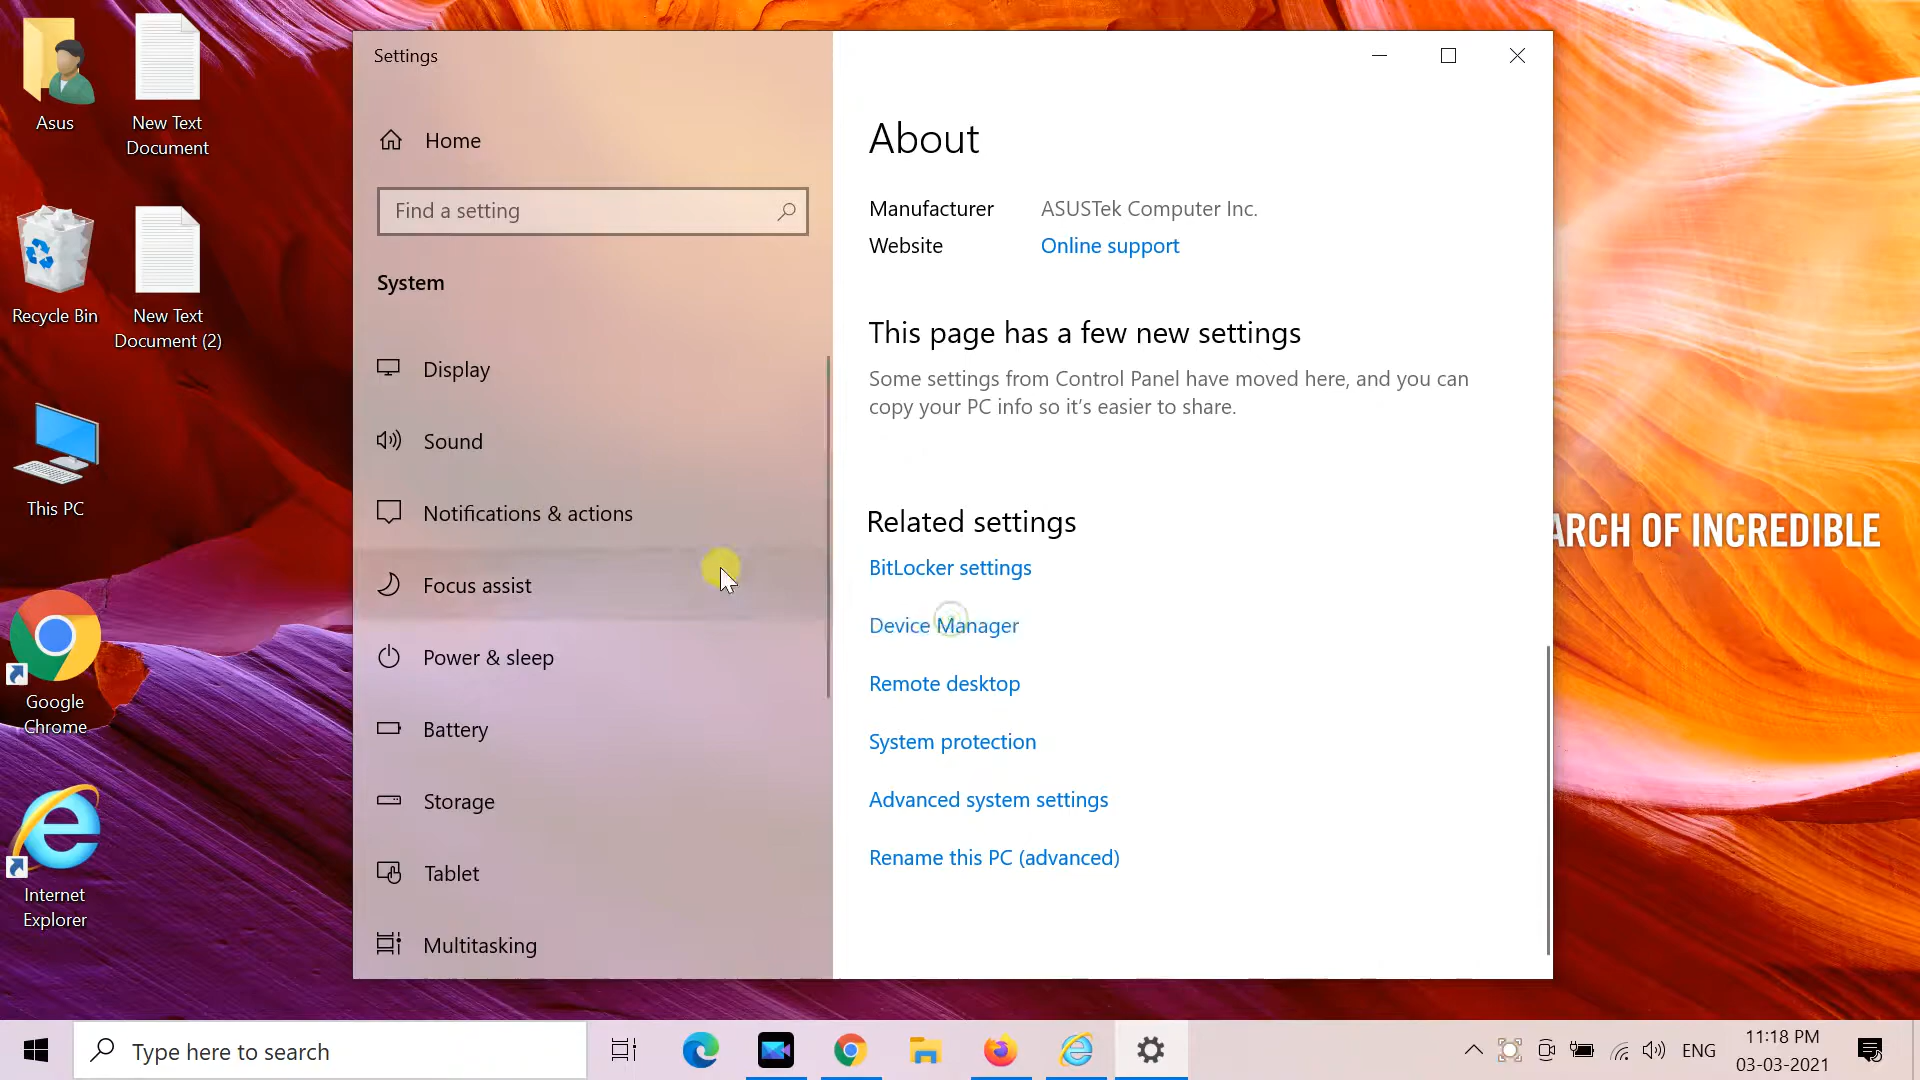 Asus
New Text
Document
Recycle Bin
New Text
Document (2)
This PC
Google
Chrome
Internet
Explorer
Settings
Home
Find a setting
System
Display
Sound
Notifications & actions
Focus assist
Power & sleep
Battery
Storage
Tablet
Multitasking
About
Manufacturer ASUSTek Computer Inc.
Website Online support
This page has a few new settings
Some settings from Control Panel have moved here, and you can
copy your PC info so it's easier to share.
Related settings
BitLocker settings
Device Manager
Remote desktop
System protection
Advanced system settings
Rename this PC (advanced)
ARCH OF INCREDIBLE
Type here to search
ENG
11:18 PM
03-03-2021